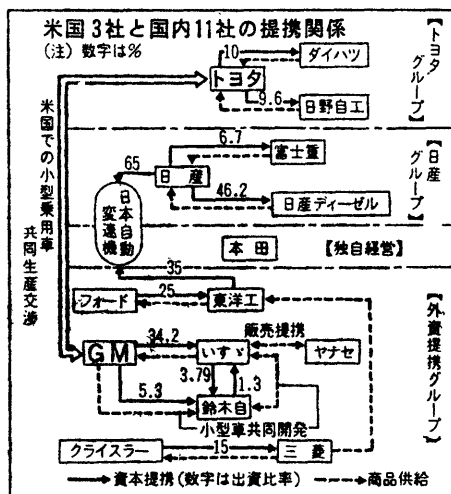 米国3社と国内11社の提携関係
(注) 数字は%
【トヨタグループ】
10
ダイハツ
トヨタ
9.6
日野自工
米国での小型乗用車
共同生産交渉
【日産グループ】
6.7
富士重
65
日産
46.2
日産ディーゼル
日本自動
変速機
本田
【独自経営】
35
【外資提携グループ】
フォード
25
東洋工
販売提携
GM
34.2
いすゞ
ヤナセ
3.79
1.3
5.3
鈴木自
小型車共同開発
クライスラー
15
三菱
資本提携(数字は出資比率)
商品供給